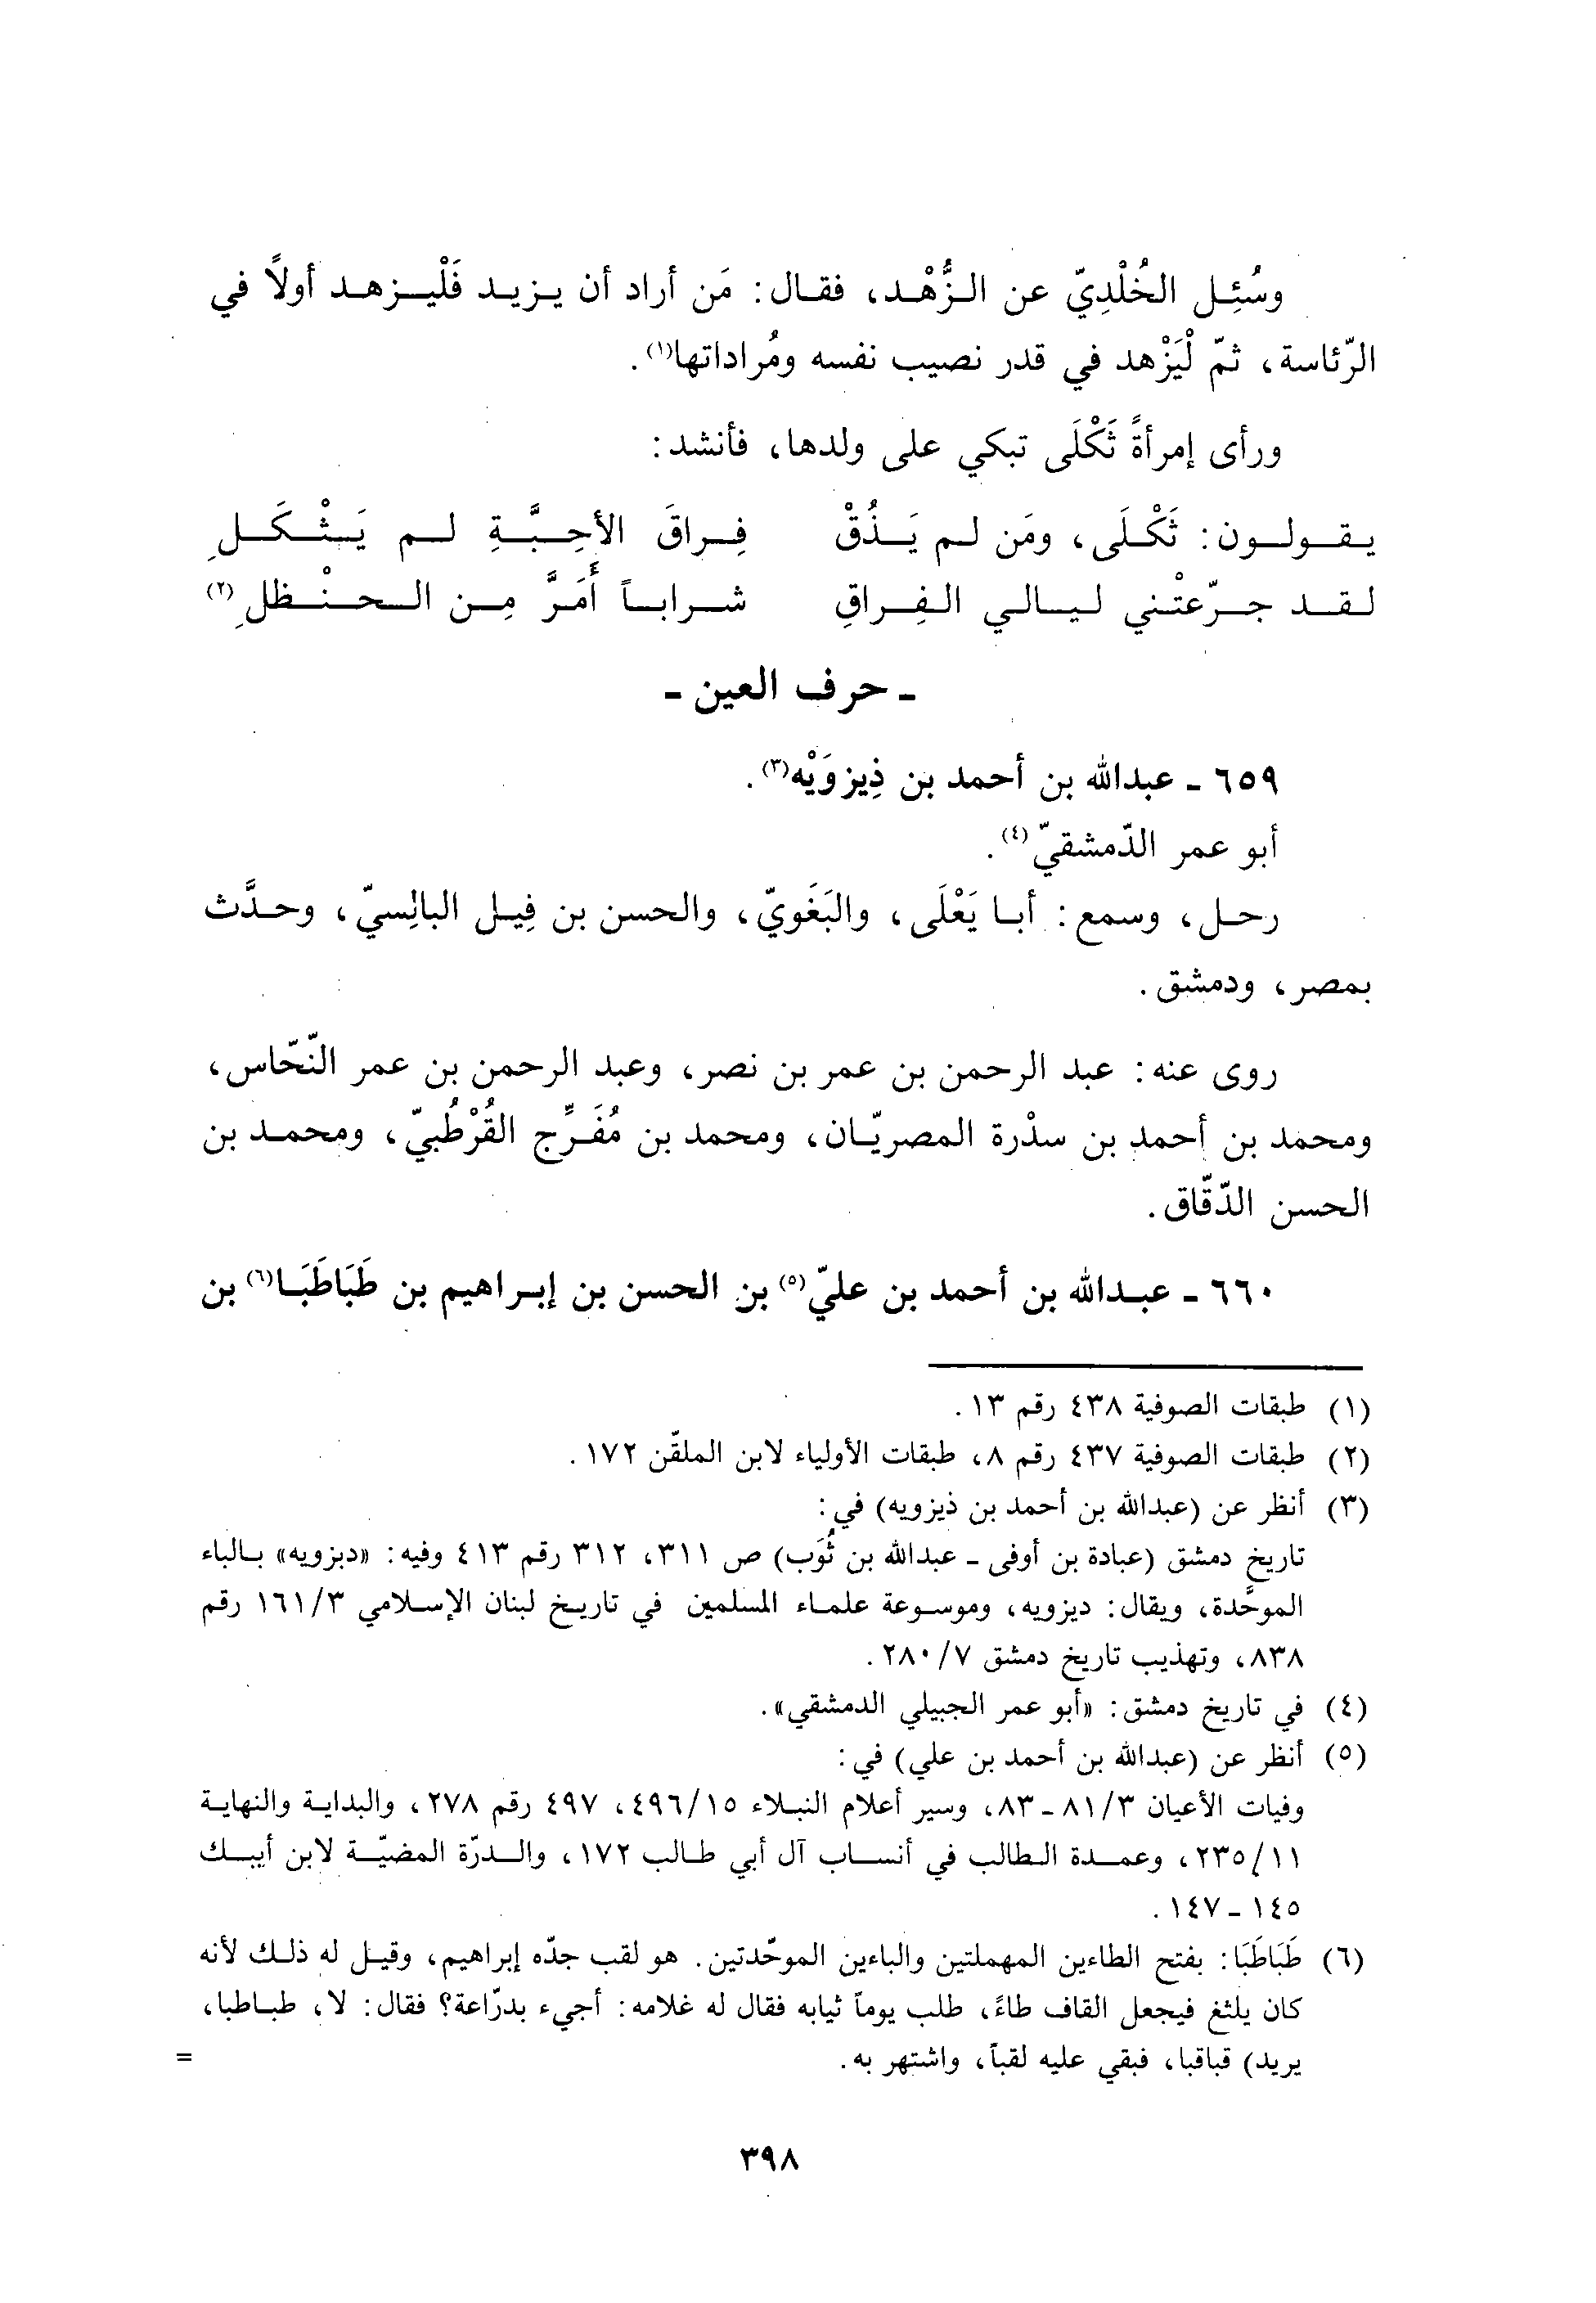 وسُئِل الخُلْدِيّ عن الزُّهْد، فقال: مَن أراد أن يزيد فَلْيزهد أولاً في
الرّئاسة، ثمّ لْيَزْهد في قدر نصيب نفسه ومُراداتها(١).
ورأى إمرأةً ثَكْلَى تبكي على ولدها، فأنشد:
يقولون: ثَكْلَى، ومَن لم يَذُقْ فِراقَ الأحِبَّةِ لم يَثْكَلِ
لقد جرّعتْني ليالي الفِراقِ شراباً أَمَرَّ مِن الحنْظلِ(٢)
ـ حرف العين ـ
٦٥٩ ـ عبدالله بن أحمد بن ذِيزوَيْه(٣).
أبو عمر الدّمشقيّ(٤).
رحل، وسمع: أبا يَعْلَى، والبَغَويّ، والحسن بن فِيل البالِسيّ، وحدَّث
بمصر، ودمشق.
روى عنه: عبد الرحمن بن عمر بن نصر، وعبد الرحمن بن عمر النّحّاس،
ومحمد بن أحمد بن سذْرة المصريّان، ومحمد بن مُفَرِّج القُرْطُبيّ، ومحمد بن
الحسن الدّقّاق.
٦٦٠ ـ عبدالله بن أحمد بن عليّ(٥) بن الحسن بن إبراهيم بن طَبَاطَبَا(٦) بن
(١) طبقات الصوفية ٤٣٨ رقم ١٣.
(٢) طبقات الصوفية ٤٣٧ رقم ٨، طبقات الأولياء لابن الملقّن ١٧٢.
(٣) أنظر عن (عبدالله بن أحمد بن ذيزويه) في:
تاريخ دمشق (عبادة بن أوفى ـ عبدالله بن ثُوَب) ص ٣١١، ٣١٢ رقم ٤١٣ وفيه: «دبزويه» بالباء
الموحَّدة، ويقال: ديزويه، وموسوعة علماء المسلمين في تاريخ لبنان الإسلامي ١٦١/٣ رقم
٨٣٨، وتهذيب تاريخ دمشق ٢٨٠/٧.
(٤) في تاريخ دمشق: «أبو عمر الجبيلي الدمشقي».
(٥) أنظر عن (عبدالله بن أحمد بن علي) في:
وفيات الأعيان ٨١/٣ ـ ٨٣، وسير أعلام النبلاء ٤٩٦/١٥، ٤٩٧ رقم ٢٧٨، والبداية والنهاية
٢٣٥/١١، وعمدة الطالب في أنساب آل أبي طالب ١٧٢، والدرّة المضيّة لابن أيبك
١٤٥ ـ ١٤٧.
(٦) طَبَاطَبَا: بفتح الطاءين المهملتين والباءين الموحّدتين. هو لقب جدّه إبراهيم، وقيل له ذلك لأنه
كان يلثغ فيجعل القاف طاءً، طلب يوماً ثيابه فقال له غلامه: أجيء بدرّاعة؟ فقال: لا، طباطبا،
يريد) قباقبا، فبقي عليه لقباً، واشتهر به. =
٣٩٨